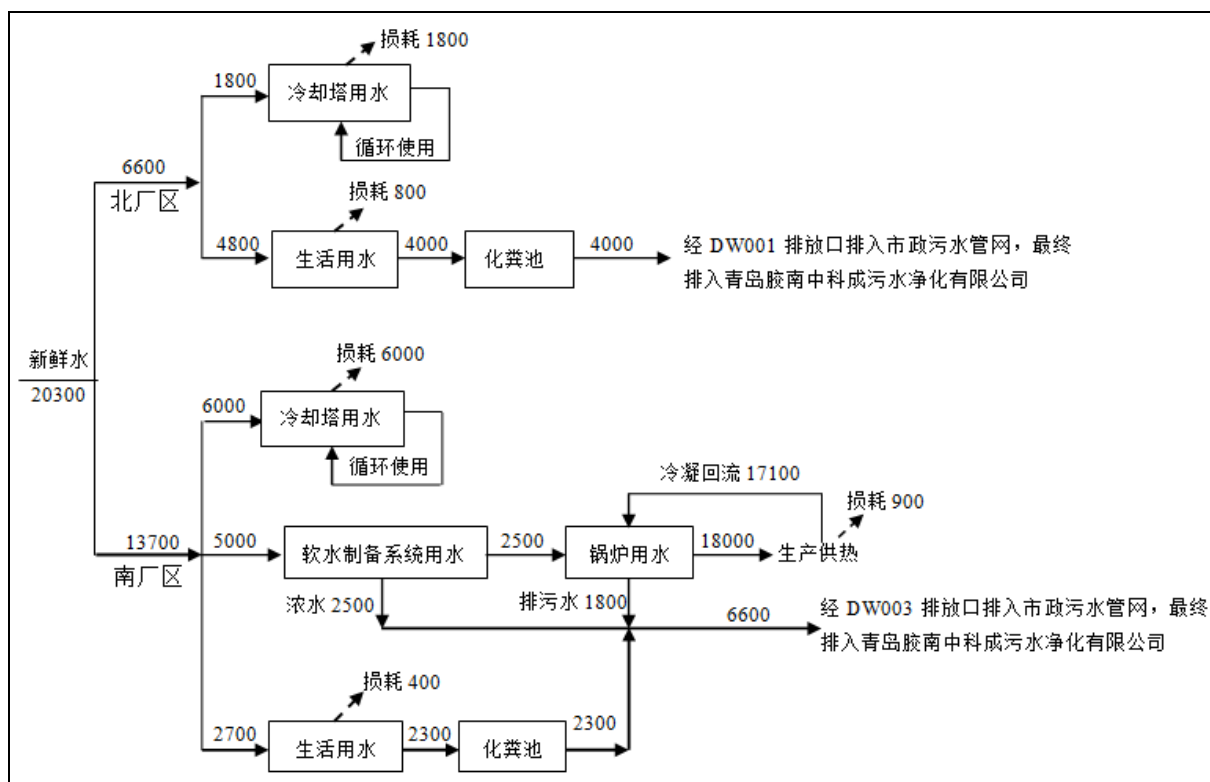 损耗 1800
1800
冷却塔用水
循环使用
6600
北厂区
损耗 800
4800
生活用水
4000
化粪池
4000
经 DW001 排放口排入市政污水管网，最终
排入青岛胶南中科成污水净化有限公司
新鲜水
20300
损耗 6000
6000
冷却塔用水
循环使用
冷凝回流 17100
损耗 900
13700
南厂区
5000
软水制备系统用水
2500
锅炉用水
18000
生产供热
浓水 2500
排污水 1800
6600
经 DW003 排放口排入市政污水管网，最终
排入青岛胶南中科成污水净化有限公司
损耗 400
2700
生活用水
2300
化粪池
2300